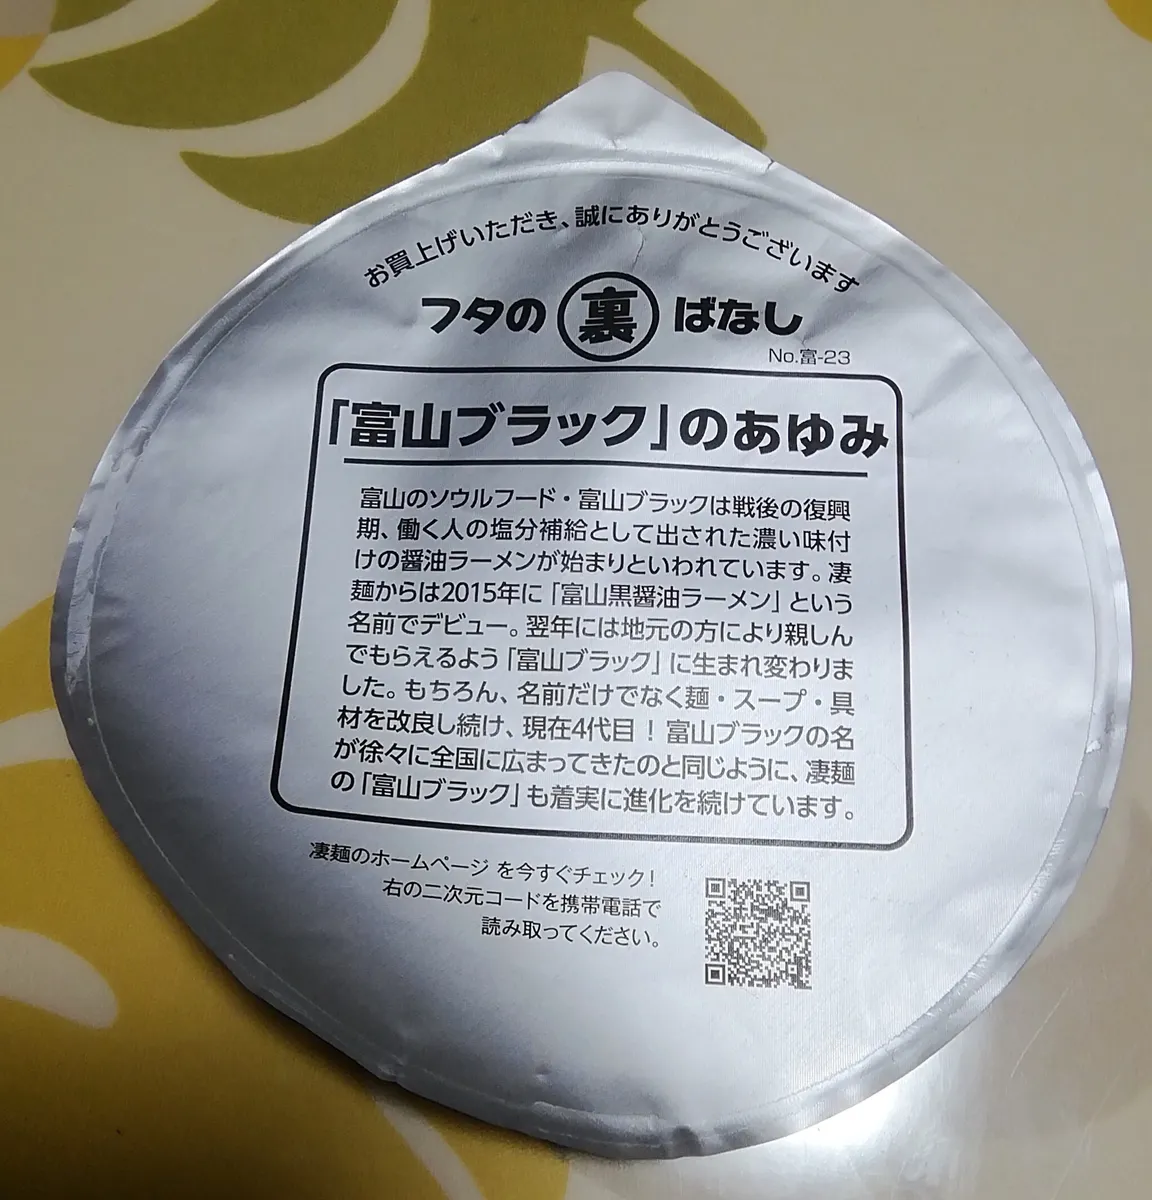 お買上げいただき、誠にありがとうございます
フタの裏ばなし
No.富-23
「富山ブラック」のあゆみ
富山のソウルフード・富山ブラックは戦後の復興
期、働く人の塩分補給として出された濃い味付
けの醤油ラーメンが始まりといわれています。凄
麺からは2015年に「富山黒醤油ラーメン」という
名前でデビュー。翌年には地元の方により親しん
でもらえるよう「富山ブラック」に生まれ変わりま
した。もちろん、名前だけでなく麺・スープ・具
材を改良し続け、現在4代目！富山ブラックの名
が徐々に全国に広まってきたのと同じように、凄麺
の「富山ブラック」も着実に進化を続けています。
凄麺のホームページ を今すぐチェック！
右の二次元コードを携帯電話で
読み取ってください。